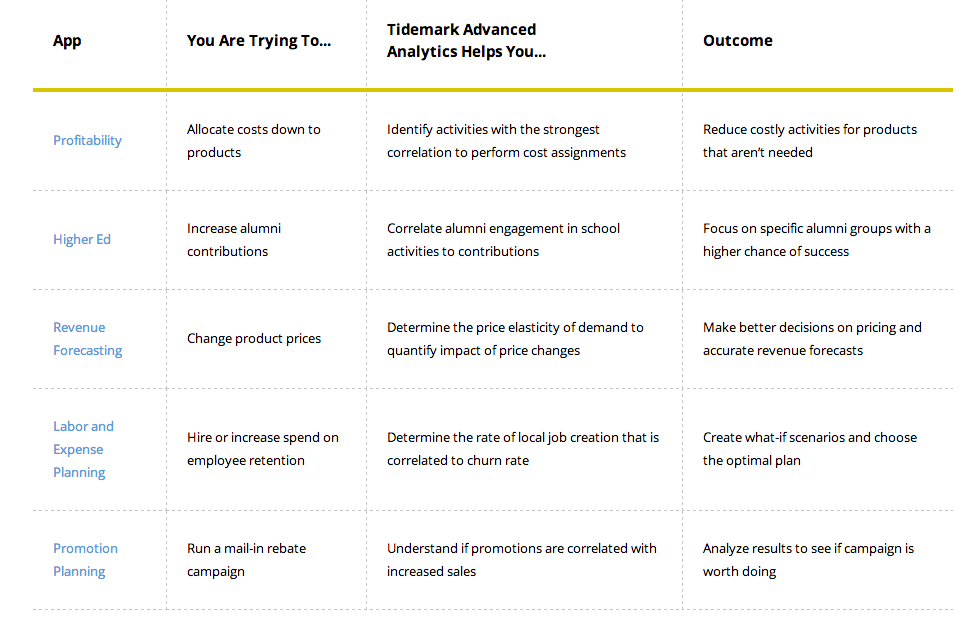 App
You Are Trying To...
Tidemark Advanced
Analytics Helps You...
Outcome
Profitability
Allocate costs down to
products
Identify activities with the strongest
correlation to perform cost assignments
Reduce costly activities for products
that aren’t needed
Higher Ed
Increase alumni
contributions
Correlate alumni engagement in school
activities to contributions
Focus on specific alumni groups with a
higher chance of success
Revenue
Forecasting
Change product prices
Determine the price elasticity of demand to
quantify impact of price changes
Make better decisions on pricing and
accurate revenue forecasts
Labor and
Expense
Planning
Hire or increase spend on
employee retention
Determine the rate of local job creation that is
correlated to churn rate
Create what-if scenarios and choose
the optimal plan
Promotion
Planning
Run a mail-in rebate
campaign
Understand if promotions are correlated with
increased sales
Analyze results to see if campaign is
worth doing